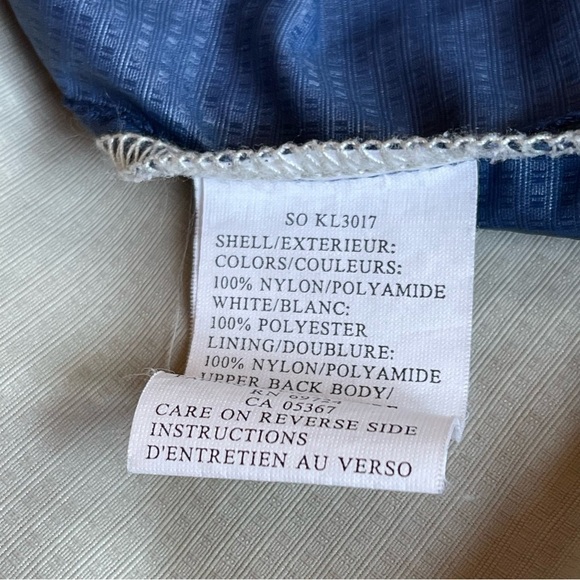 SO KL3017
SHELL/EXTERIEUR:
COLORS/COULEURS:
100% NYLON/POLYAMIDE
WHITE/BLANC:
100% POLYESTER
LINING/DOUBLURE:
100% NYLON/POLYAMIDE
UPPER BACK BODY/
CA 05367
CARE ON REVERSE SIDE
INSTRUCTIONS
D'ENTRETIEN AU VERSO